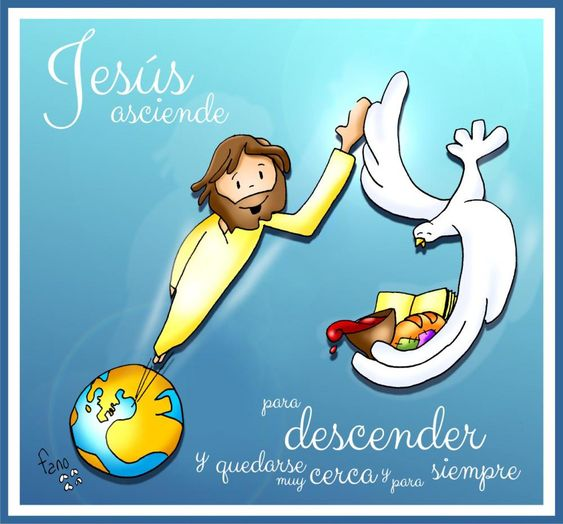 Jesús
asciende
para
descender
y quedarse muy cerca y para siempre
fano